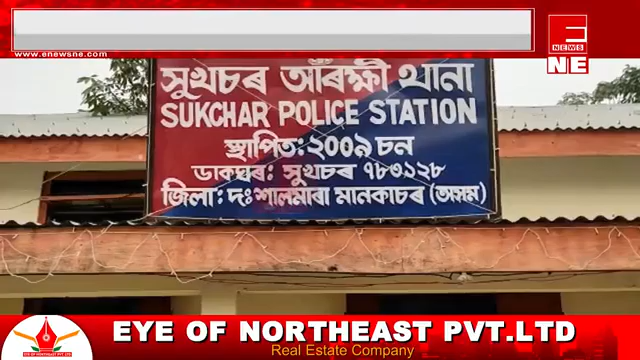 www.enewsne.com
E
NEWS
NE
সুখচৰ আঁৰক্ষী থানা
SUKCHAR POLICE STATION
স্থাপিত: ২০০৯ চন
ডাকঘৰ: সুখচৰ ৭৮৩১২৮
জিলা: দঃ শালমাৰা মানকাচৰ (অসম)
EYE OF NORTHEAST PVT.LTD
Real Estate Company